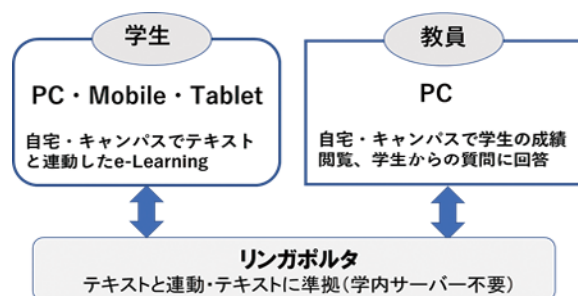 学生
PC・Mobile・Tablet
自宅・キャンパスでテキスト
と連動したe-Learning
教員
PC
自宅・キャンパスで学生の成績
閲覧、学生からの質問に回答
リンガポルタ
テキストと連動・テキストに準拠(学内サーバー不要)